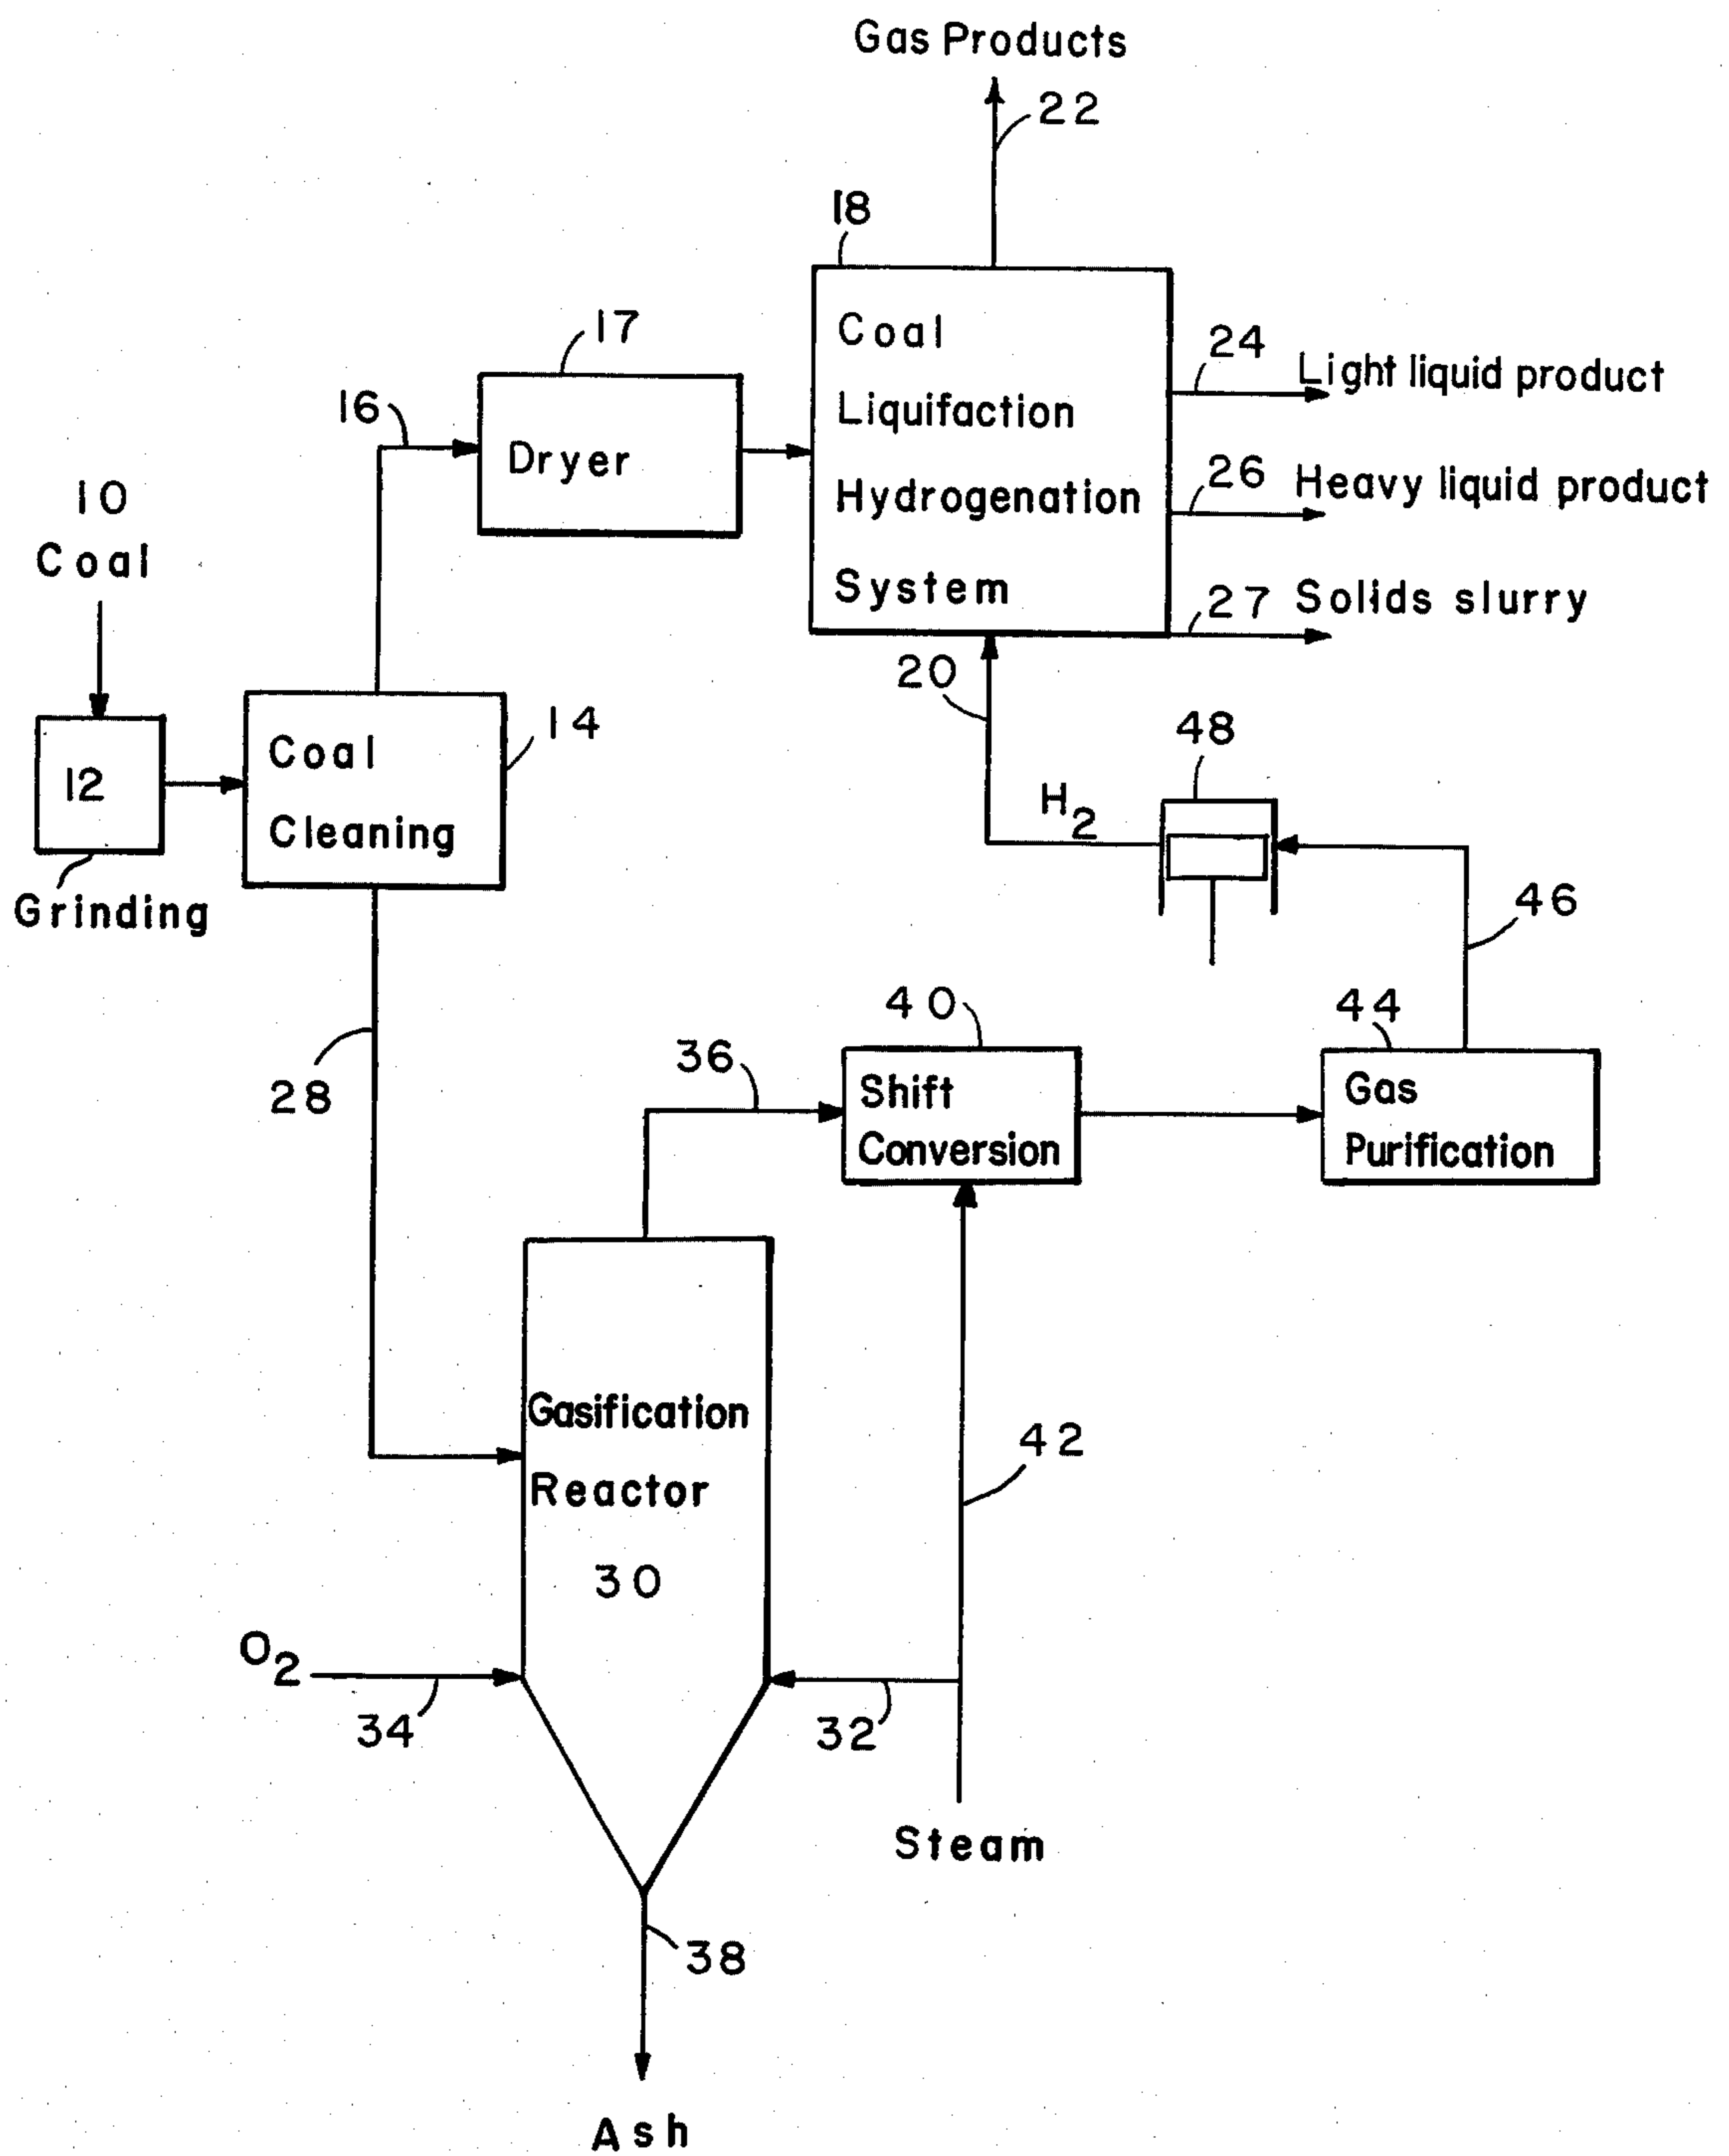 Gas Products
22
18
Coal
Liquifaction
Hydrogenation
System
24
Light liquid product
26
Heavy liquid product
27
Solids slurry
17
Dryer
16
10
Coal
12
Grinding
14
Coal
Cleaning
20
H2
48
46
44
Gas
Purification
40
Shift
Conversion
36
28
Gasification
Reactor
30
O2
34
32
42
Steam
38
Ash